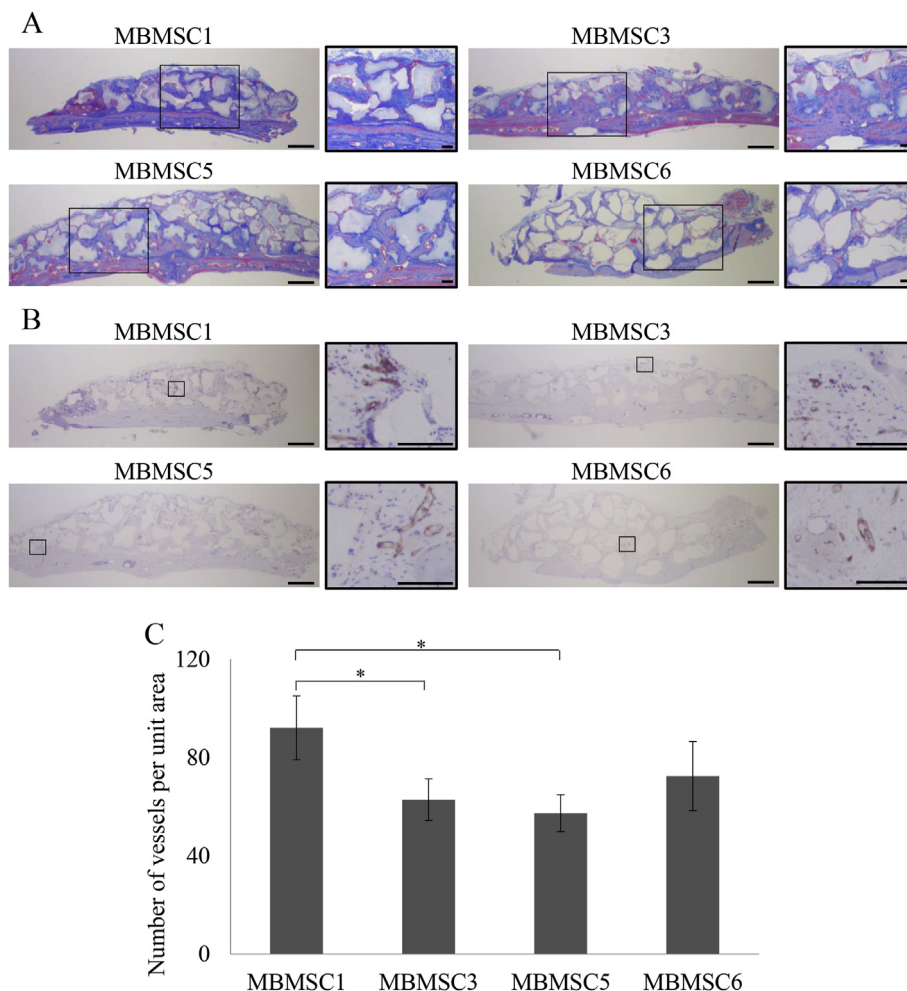 A
MBMSC1 MBMSC3
MBMSC5 MBMSC6
B
MBMSC1 MBMSC3
MBMSC5 MBMSC6
C
Number of vessels per unit area
120
80
40
0
*
*
MBMSC1 MBMSC3 MBMSC5 MBMSC6